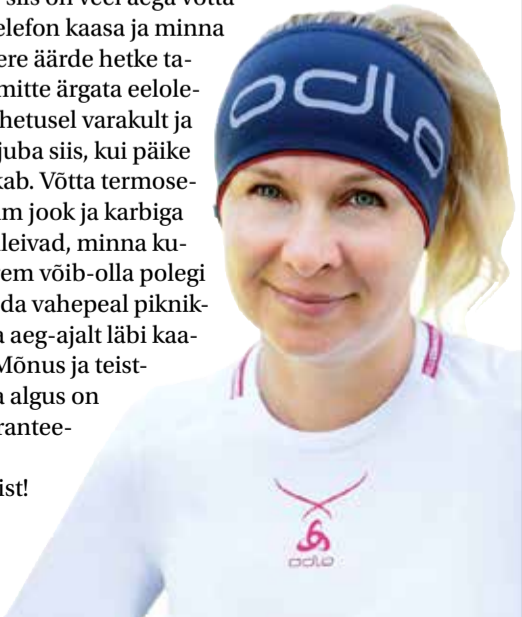 siis on veel aega võtta
elefon kaasa ja minna
ere äärde hetke ta-
mitte ärgata eelole-
hetusel varakult ja
juba siis, kui päike
kab. Võtta termose-
m jook ja karbiga
leivad, minna ku-
em võib-olla polegi
da vahepeal piknik-
a aeg-ajalt läbi kaa-
Mõnus ja teist-
a algus on
rantee-
ist!
odlo
odlo